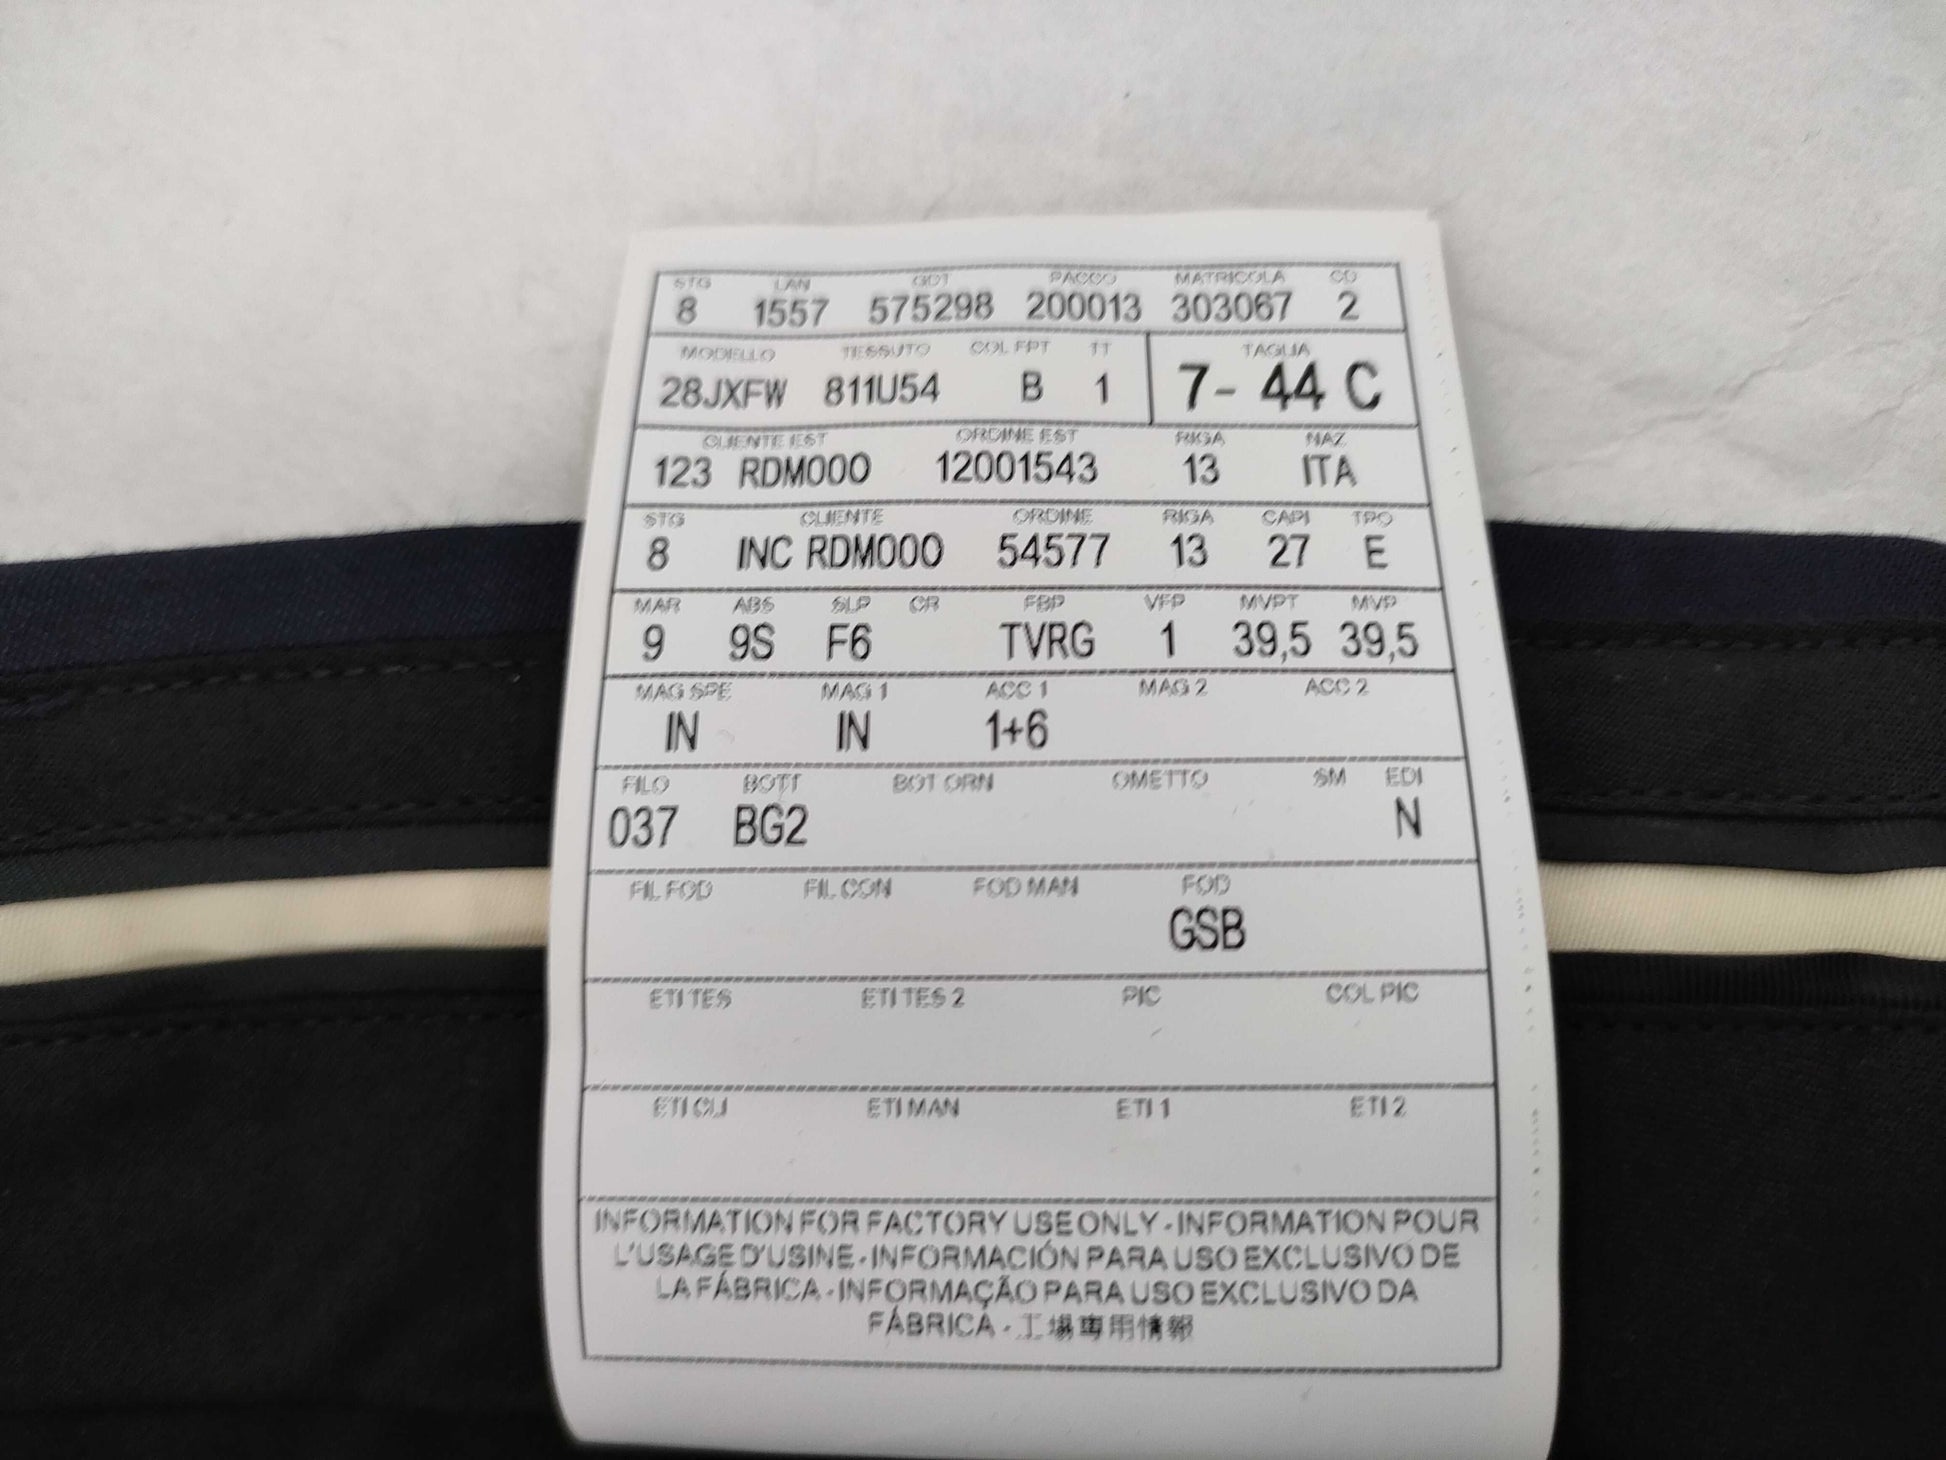 STG LAN GDT PACCO MATRICOLA CD
8 1557 575298 200013 303067 2
MODELLO TESSUTO COL FPT TT TAGLIA
28JXFW 811U54 B 1 7- 44 C
CLIENTE EST ORDINE EST RIGA NAZ
123 RDM000 12001543 13 ITA
STG CLIENTE ORDINE RIGA CAPI TPO
8 INC RDM000 54577 13 27 E
MAR ABS SLP CR FBP VFP MVPT MVP
9 9S F6 TVRG 1 39,5 39,5
MAG SPE MAG 1 ACC 1 MAG 2 ACC 2
IN IN 1+6
FILO BOTT BOT ORN OMETTO SM EDI
037 BG2 N
FIL FOD FIL CON FOD MAN FOD
GSB
ETI TES ETI TES 2 PIC COL PIC
ETI CLI ETI MAN ETI 1 ETI 2
INFORMATION FOR FACTORY USE ONLY - INFORMATION POUR
L'USAGE D'USINE - INFORMACIÓN PARA USO EXCLUSIVO DE
LA FÁBRICA - INFORMAÇÃO PARA USO EXCLUSIVO DA
FÁBRICA - 工場専用情報